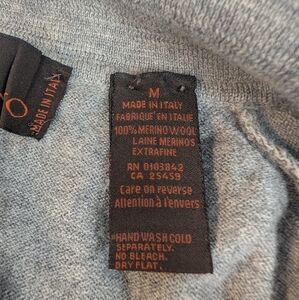 MADE IN ITALY
M
MADE IN ITALY
FABRIQUE EN ITALIE
100% MERINO WOOL
LAINE MERINOS
EXTRAFINE
RN 0103842
CA 25459
Care on reverse
Attention à l'envers
HAND WASH COLD
SEPARATELY.
NO BLEACH.
DRY FLAT.